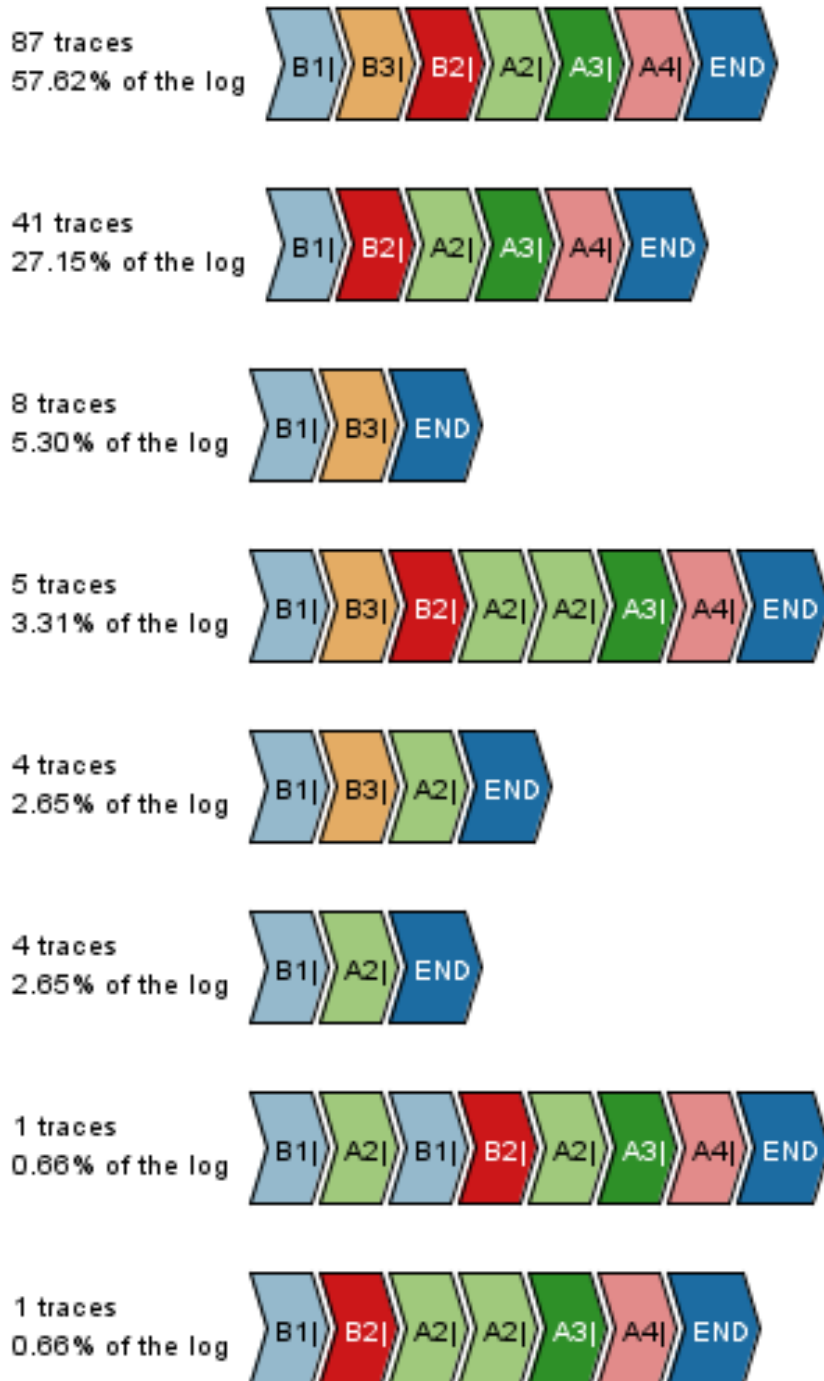 87 traces
57.62% of the log
B1| B3| B2| A2| A3| A4| END
41 traces
27.15% of the log
B1| B2| A2| A3| A4| END
8 traces
5.30% of the log
B1| B3| END
5 traces
3.31% of the log
B1| B3| B2| A2| A2| A3| A4| END
4 traces
2.65% of the log
B1| B3| A2| END
4 traces
2.65% of the log
B1| A2| END
1 traces
0.66% of the log
B1| A2| B1| B2| A2| A3| A4| END
1 traces
0.66% of the log
B1| B2| A2| A2| A3| A4| END